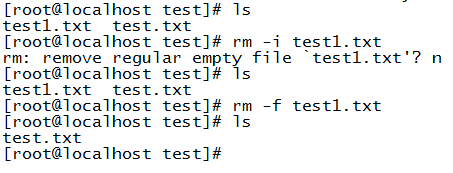 [root@localhost test]# ls
test1.txt  test.txt
[root@localhost test]# rm -i test1.txt
rm: remove regular empty file `test1.txt'? n
[root@localhost test]# ls
test1.txt  test.txt
[root@localhost test]# rm -f test1.txt
[root@localhost test]# ls
test.txt
[root@localhost test]#